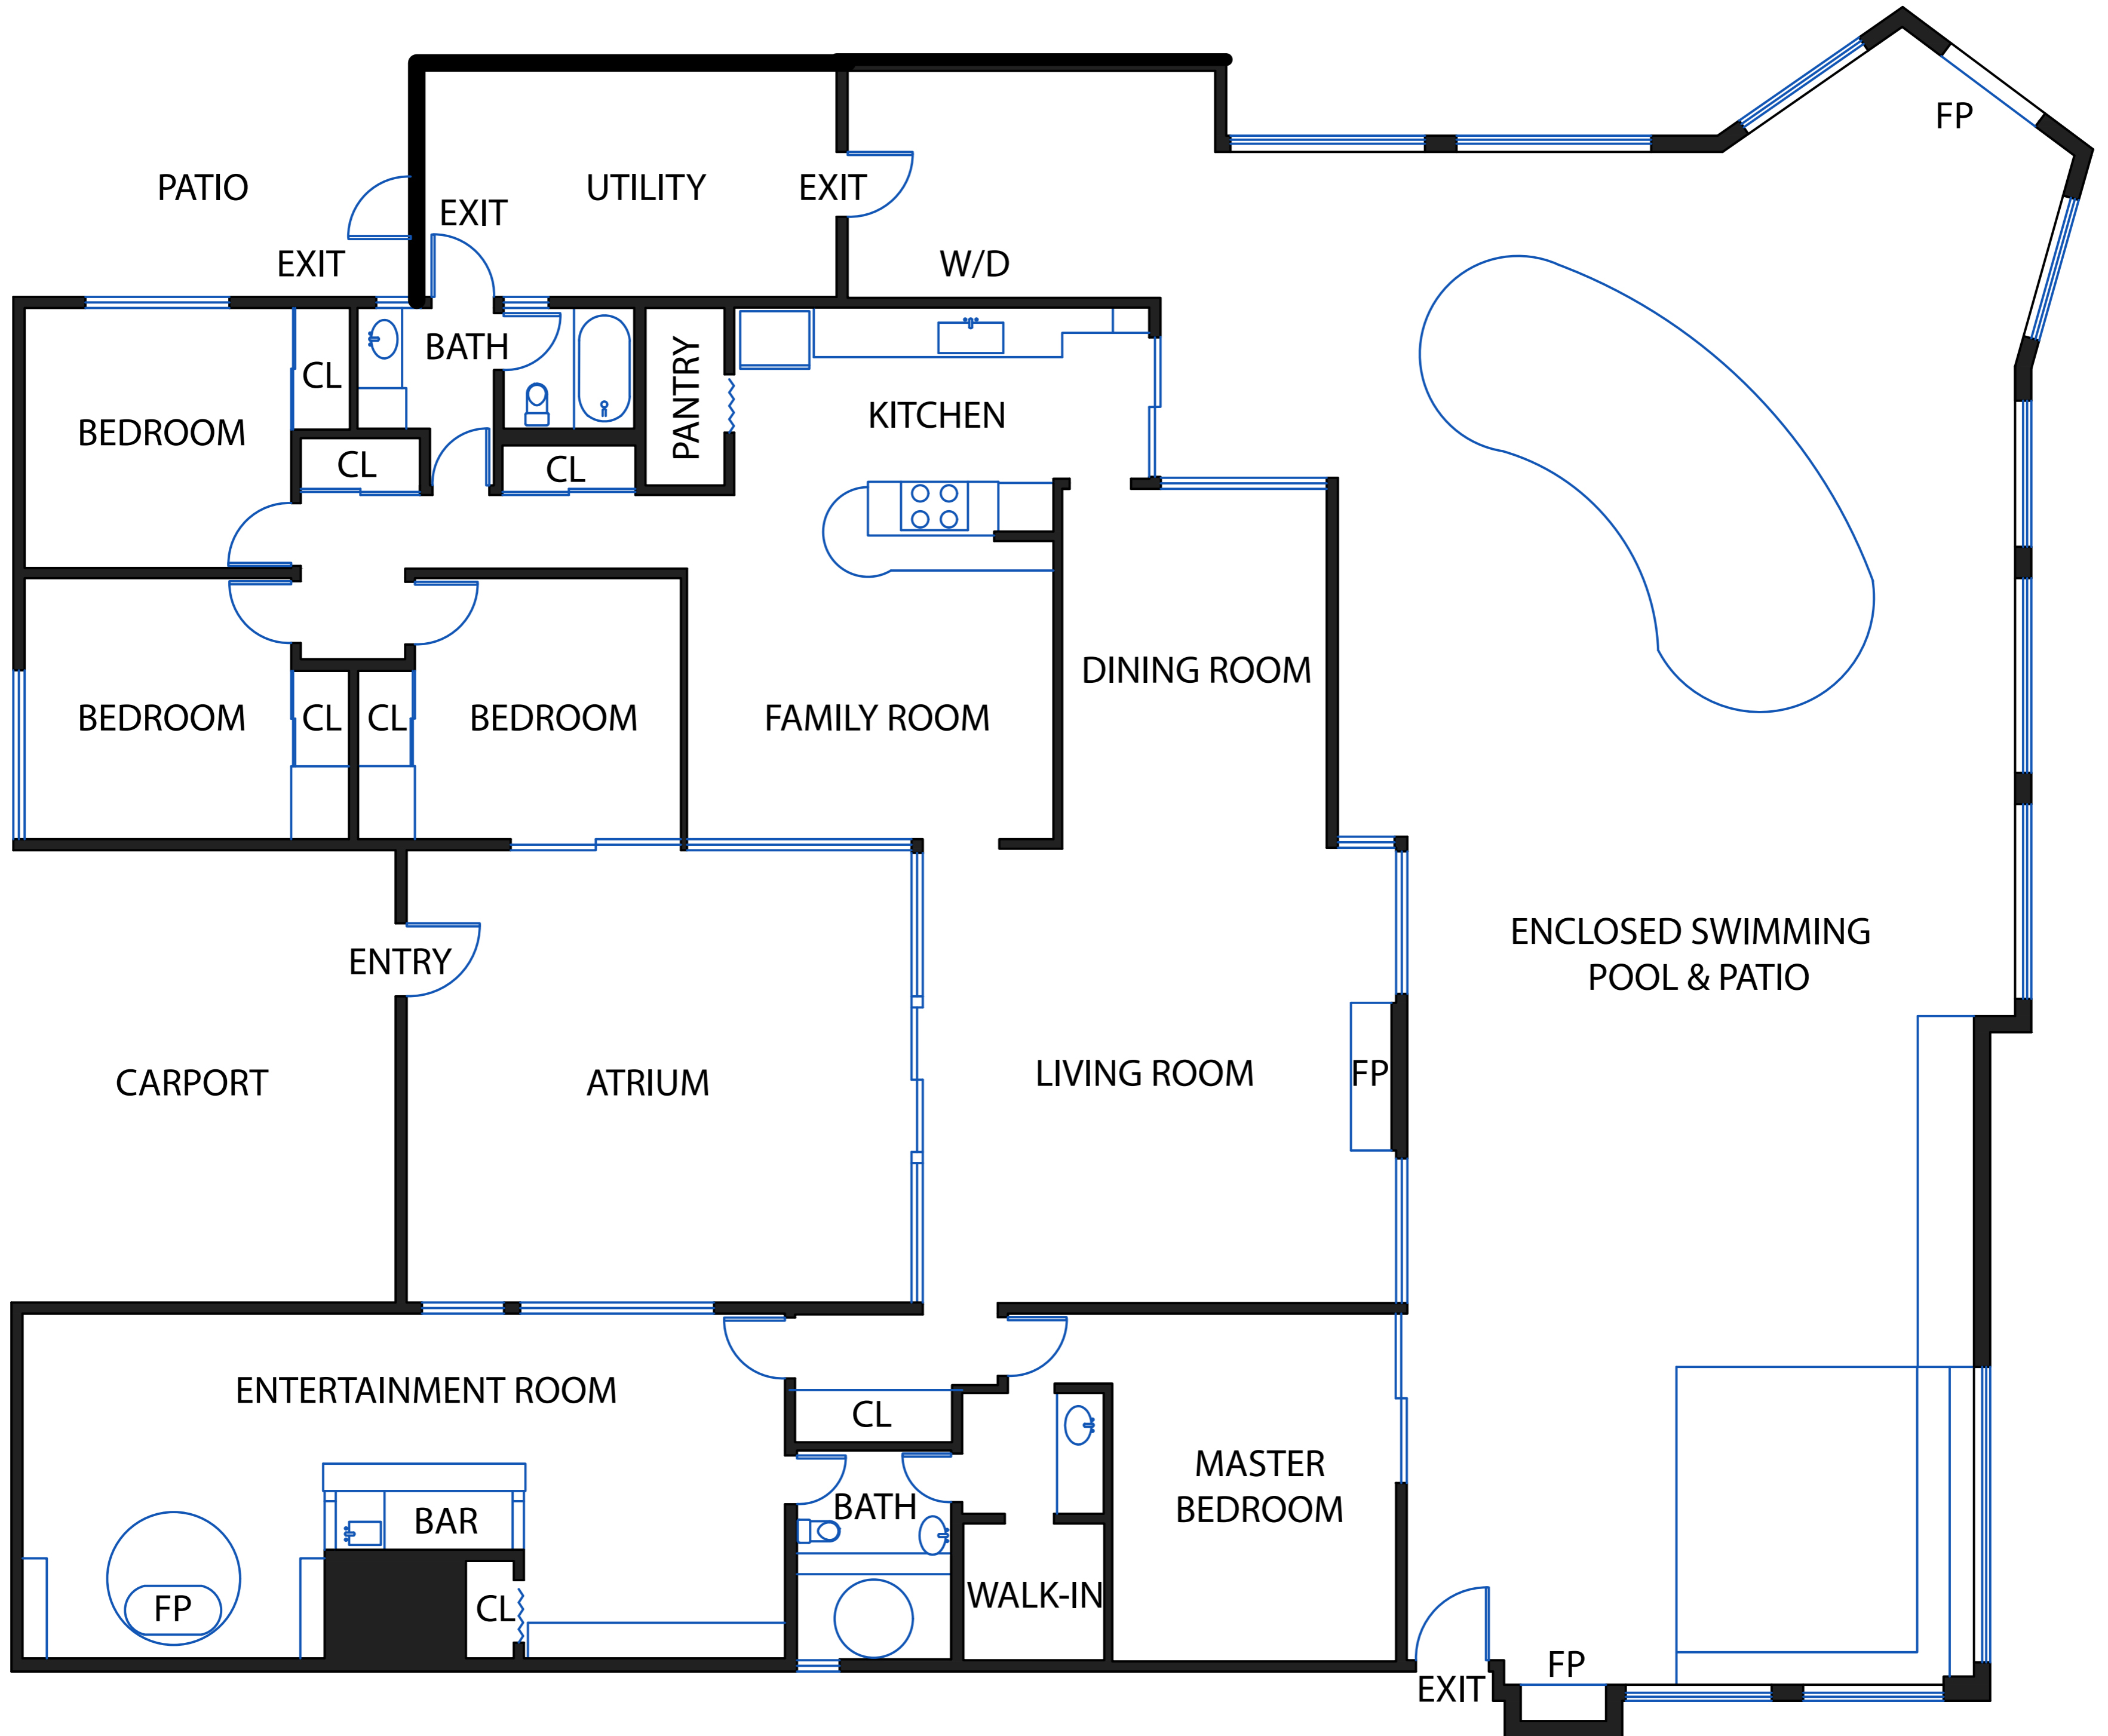 FP
PATIO
EXIT
UTILITY
EXIT
EXIT
W/D
BATH
CL
PANTRY
KITCHEN
BEDROOM
CL
CL
DINING ROOM
BEDROOM
CL
CL
BEDROOM
FAMILY ROOM
ENCLOSED SWIMMING
POOL & PATIO
ENTRY
CARPORT
ATRIUM
LIVING ROOM
FP
ENTERTAINMENT ROOM
CL
MASTER
BEDROOM
BATH
BAR
WALK-IN
FP
CL
FP
EXIT